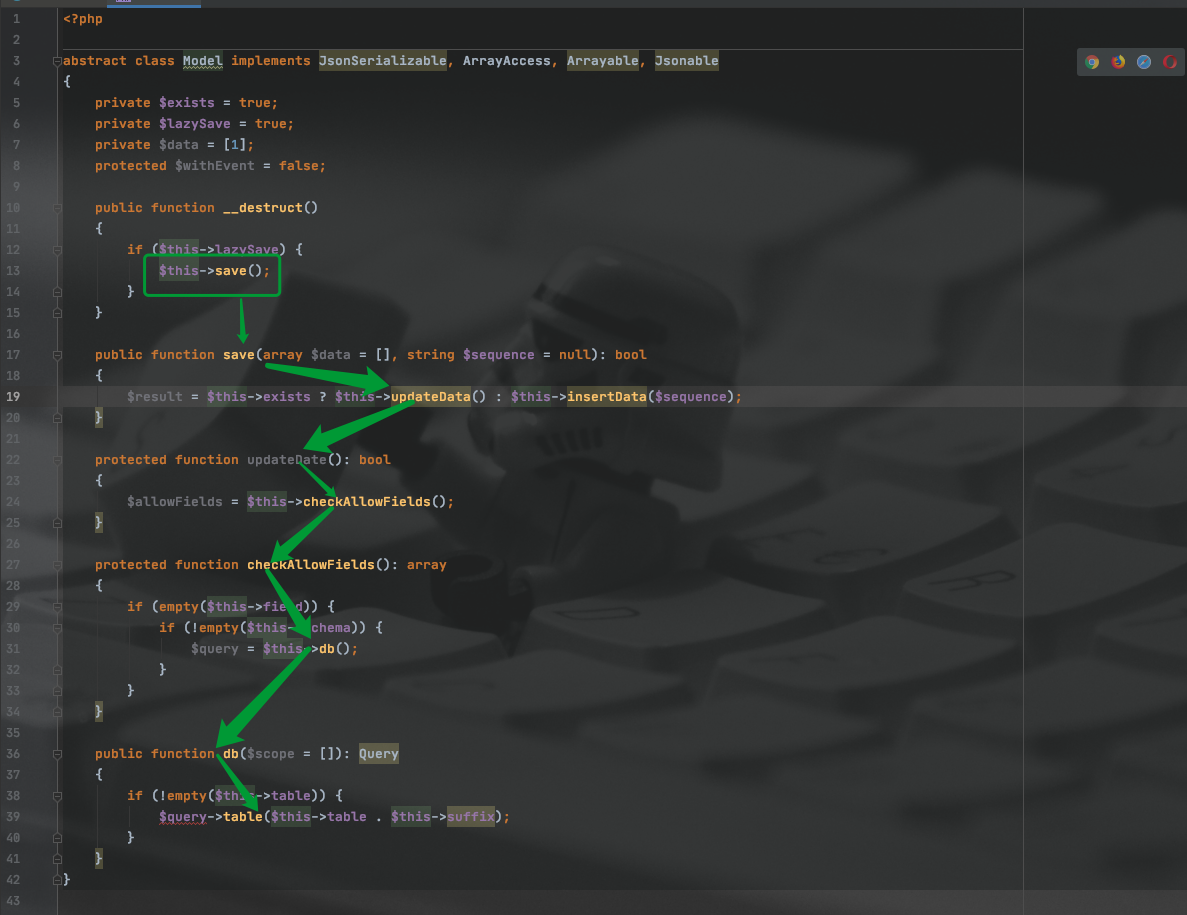 1 <?php
2
3 abstract class Model implements JsonSerializable, ArrayAccess, Arrayable, Jsonable
4 {
5     private $exists = true;
6     private $lazySave = true;
7     private $data = [1];
8     protected $withEvent = false;
9
10     public function __destruct()
11     {
12         if ($this->lazySave) {
13             $this->save();
14         }
15     }
16
17     public function save(array $data = [], string $sequence = null): bool
18     {
19         $result = $this->exists ? $this->updateData() : $this->insertData($sequence);
20     }
21
22     protected function updateDate(): bool
23     {
24         $allowFields = $this->checkAllowFields();
25     }
26
27     protected function checkAllowFields(): array
28     {
29         if (empty($this->field)) {
30             if (!empty($this->schema)) {
31                 $query = $this->db();
32             }
33         }
34     }
35
36     public function db($scope = []): Query
37     {
38         if (!empty($this->table)) {
39             $query->table($this->table . $this->suffix);
40         }
41     }
42 }
43